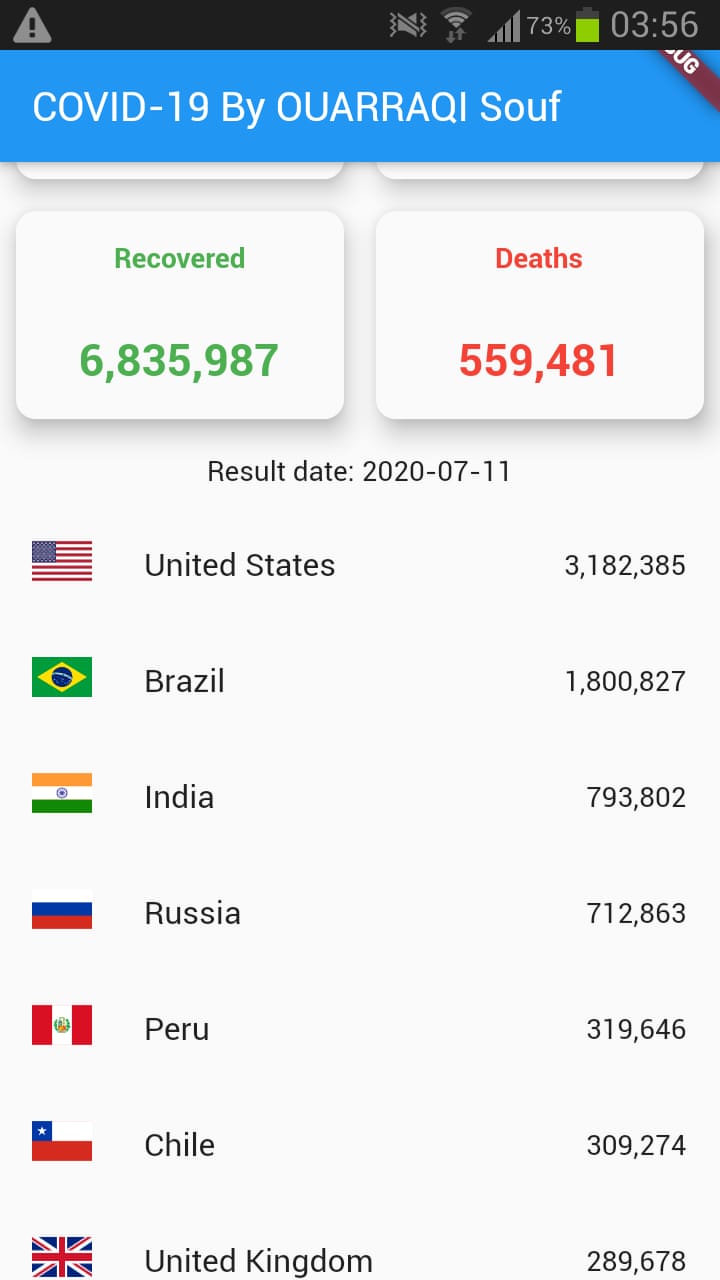 73% 03:56
COVID-19 By OUARRAQI Souf
Recovered Deaths
6,835,987 559,481
Result date: 2020-07-11
United States 3,182,385
Brazil 1,800,827
India 793,802
Russia 712,863
Peru 319,646
Chile 309,274
United Kingdom 289,678